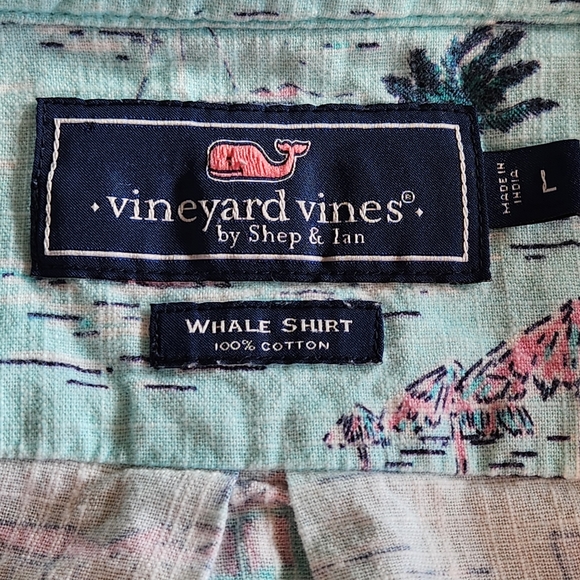 vineyard vines®
by Shep & Ian
WHALE SHIRT
100% COTTON
MADE IN
INDIA
L